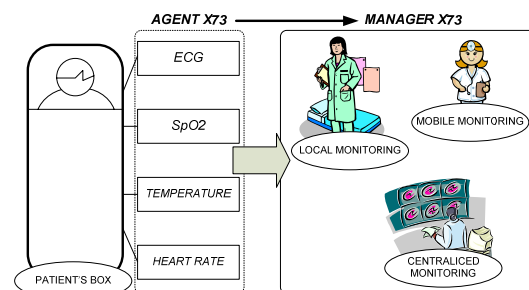 AGENT X73
MANAGER X73
ECG
SpO2
TEMPERATURE
HEART RATE
PATIENT'S BOX
LOCAL MONITORING
MOBILE MONITORING
CENTRALICED
MONITORING